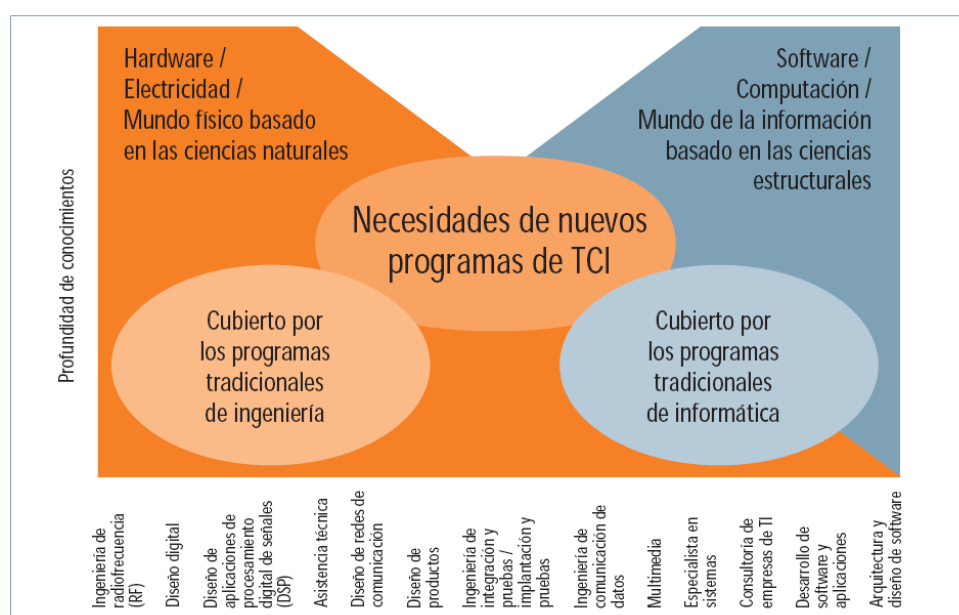 Hardware /
Electricidad /
Mundo físico basado
en las ciencias naturales
Software /
Computación /
Mundo de la información
basado en las ciencias
estructurales
Necesidades de nuevos
programas de TCI
Cubierto por
los programas
tradicionales
de ingeniería
Cubierto por
los programas
tradicionales
de informática
Profundidad de conocimientos
Ingeniería de
radiofrecuencia
(RF)
Diseño digital
Diseño de
aplicaciones de
procesamiento
digital de señales
(DSP)
Asistencia técnica
Diseño de redes de
comunicación
Diseño de
productos
Ingeniería de
integración y
pruebas /
implantación y
pruebas
Ingeniería de
comunicación de
datos
Multimedia
Especialista en
sistemas
Consultoría de
empresas de TI
Desarrollo de
software y
aplicaciones
Arquitectura y
diseño de software